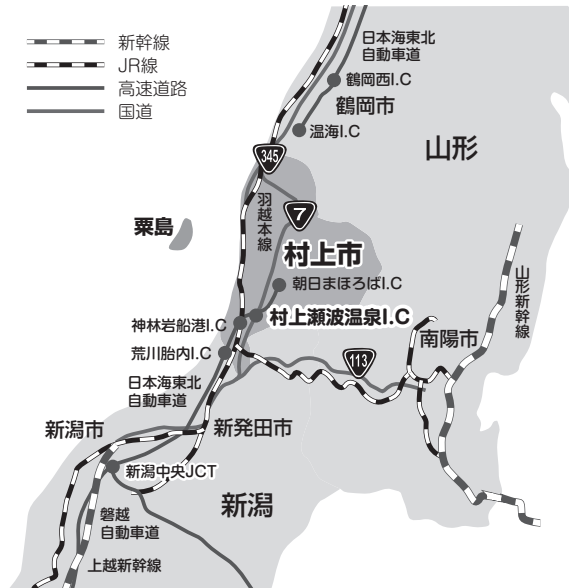 新幹線
JR線
高速道路
国道
日本海東北
自動車道
鶴岡西I.C
鶴岡市
温海I.C
山形
345
羽越本線
7
粟島
村上市
朝日まほろばI.C
山形新幹線
村上瀬波温泉I.C
神林岩船港I.C
南陽市
荒川胎内I.C
113
日本海東北
自動車道
新潟市
新発田市
新潟中央JCT
新潟
磐越
自動車道
上越新幹線